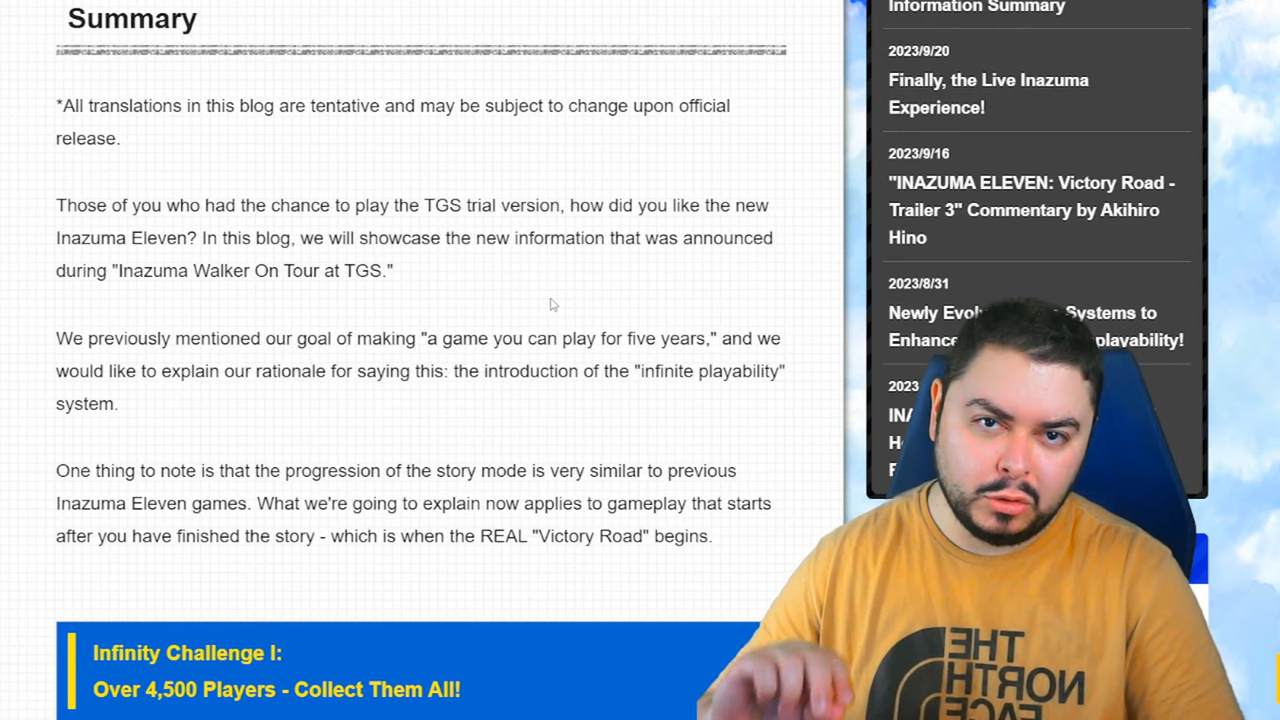 Summary
*All translations in this blog are tentative and may be subject to change upon official
release.
Those of you who had the chance to play the TGS trial version, how did you like the new
Inazuma Eleven? In this blog, we will showcase the new information that was announced
during "Inazuma Walker On Tour at TGS."
We previously mentioned our goal of making "a game you can play for five years," and we
would like to explain our rationale for saying this: the introduction of the "infinite playability"
system.
One thing to note is that the progression of the story mode is very similar to previous
Inazuma Eleven games. What we're going to explain now applies to gameplay that starts
after you have finished the story - which is when the REAL "Victory Road" begins.
Infinity Challenge I:
Over 4,500 Players - Collect Them All!
Information Summary
2023/9/20
Finally, the Live Inazuma
Experience!
2023/9/16
"INAZUMA ELEVEN: Victory Road -
Trailer 3" Commentary by Akihiro
Hino
2023/8/31
Newly Systems to
Enhance playability!
2023
THE
NORTH
FACE